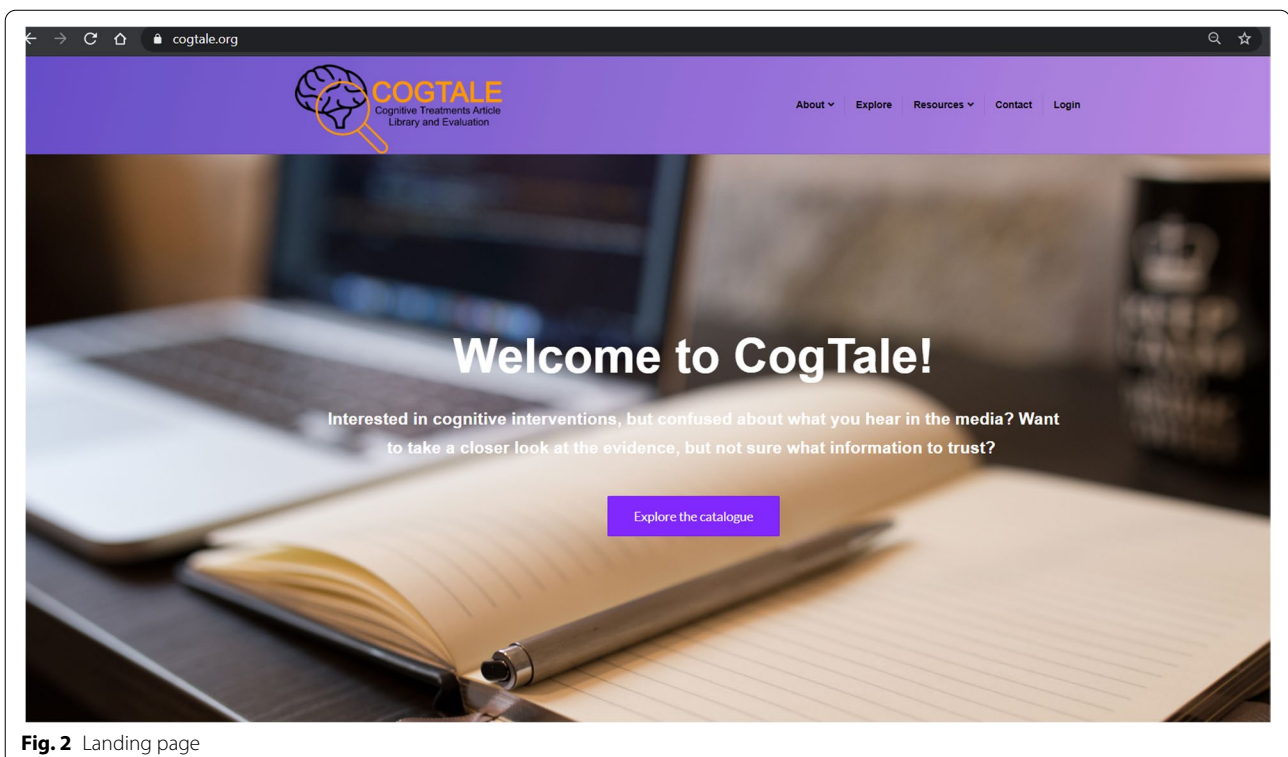 cogtale.org
COGTALE
Cognitive Treatments Article
Library and Evaluation
About Explore Resources Contact Login
Welcome to CogTale!
Interested in cognitive interventions, but confused about what you hear in the media? Want
to take a closer look at the evidence, but not sure what information to trust?
Explore the catalogue
Fig. 2 Landing page